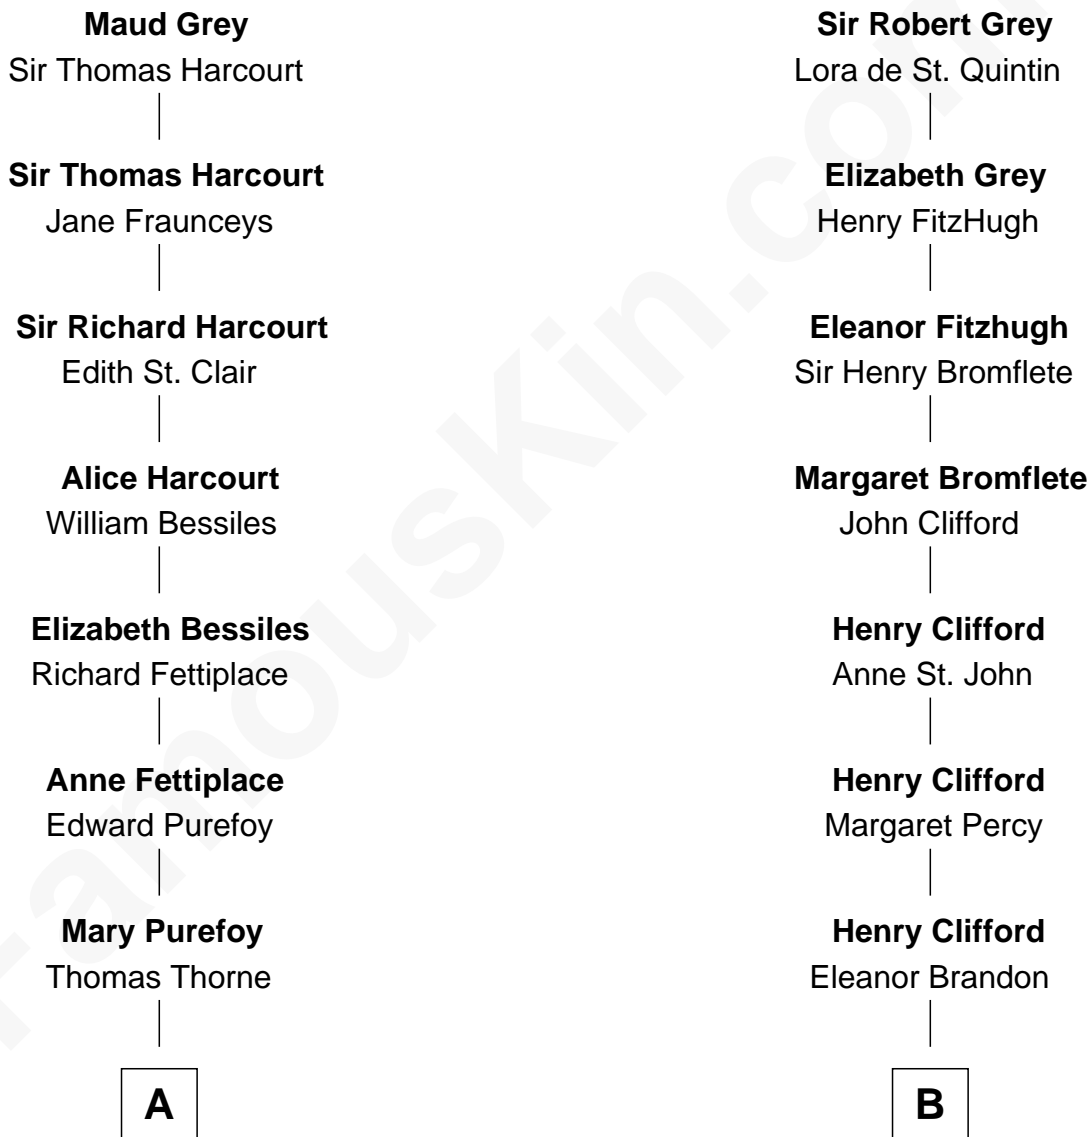 Maud Grey
Sir Thomas Harcourt
Sir Thomas Harcourt
Jane Fraunceys
Sir Richard Harcourt
Edith St. Clair
Alice Harcourt
William Bessiles
Elizabeth Bessiles
Richard Fettiplace
Anne Fettiplace
Edward Purefoy
Mary Purefoy
Thomas Thorne
A
Sir Robert Grey
Lora de St. Quintin
Elizabeth Grey
Henry FitzHugh
Eleanor Fitzhugh
Sir Henry Bromflete
Margaret Bromflete
John Clifford
Henry Clifford
Anne St. John
Henry Clifford
Margaret Percy
Henry Clifford
Eleanor Brandon
B
FamousKin.com